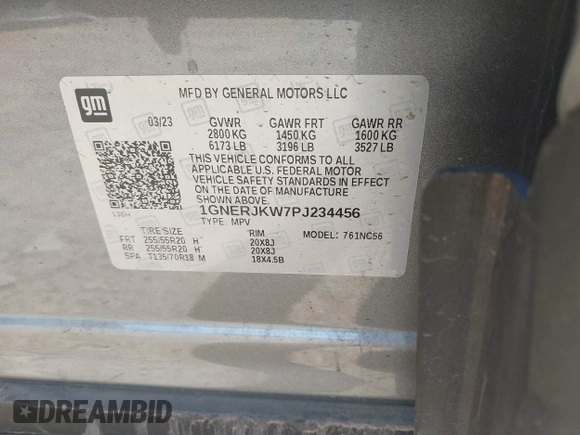 gm
MFD BY GENERAL MOTORS LLC
03/23 GVWR GAWR FRT GAWR RR
2800 KG 1450 KG 1600 KG
6173 LB 3196 LB 3527 LB
THIS VEHICLE CONFORMS TO ALL
APPLICABLE U.S. FEDERAL MOTOR
VEHICLE SAFETY STANDARDS IN EFFECT
ON THE DATE OF MANUFACTURE
SHOWN ABOVE.
1GNERJKW7PJ234456
TYPE: MPV
TIRE SIZE RIM MODEL: 761NC56
FRT 255/55R20 H 20X8J
RR 255/55R20 H 20X8J
SPA T135/70R18 M 18X4.5B
DREAMBID